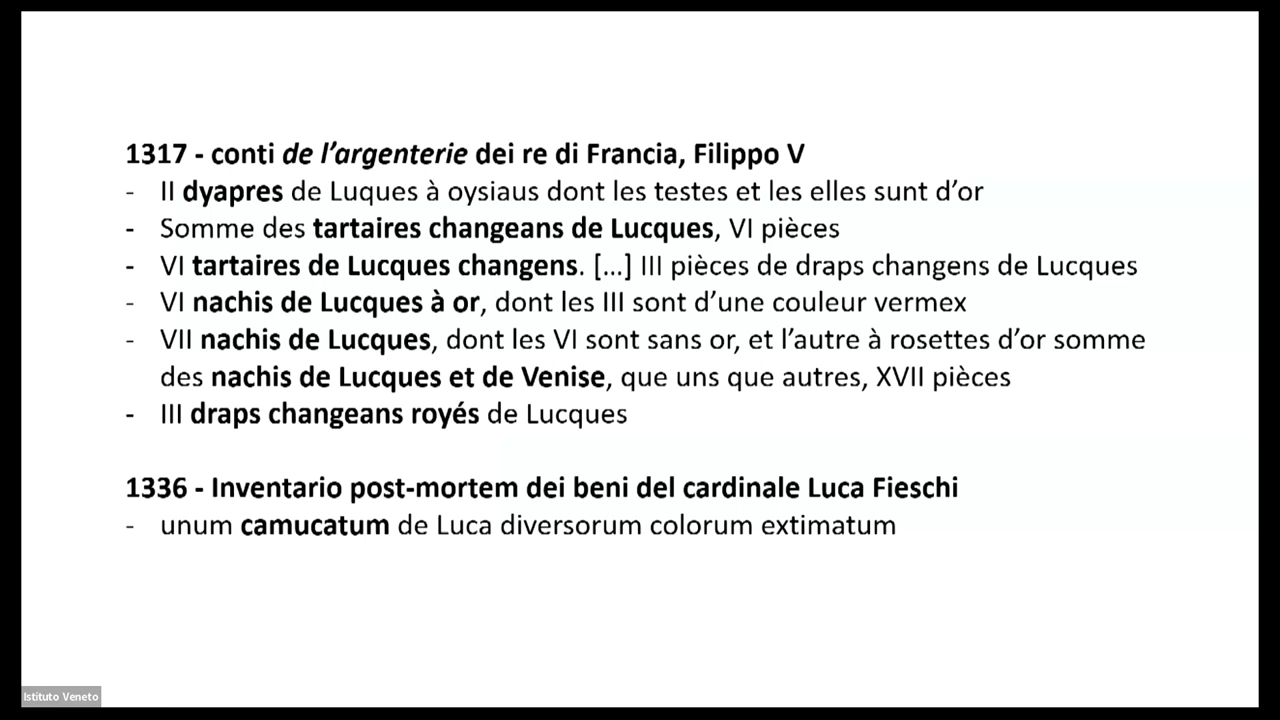 1317 - conti de l’argenterie dei re di Francia, Filippo V
- II dyapres de Luques à oysiaus dont les testes et les elles sunt d’or
- Somme des tartaires changeans de Lucques, VI pièces
- VI tartaires de Lucques changens. [...] III pièces de draps changens de Lucques
- VI nachis de Lucques à or, dont les III sont d’une couleur vermex
- VII nachis de Lucques, dont les VI sont sans or, et l’autre à rosettes d’or somme
des nachis de Lucques et de Venise, que uns que autres, XVII pièces
- III draps changeans royés de Lucques
1336 - Inventario post-mortem dei beni del cardinale Luca Fieschi
- unum camucatum de Luca diversorum colorum extimatum
Istituto Veneto